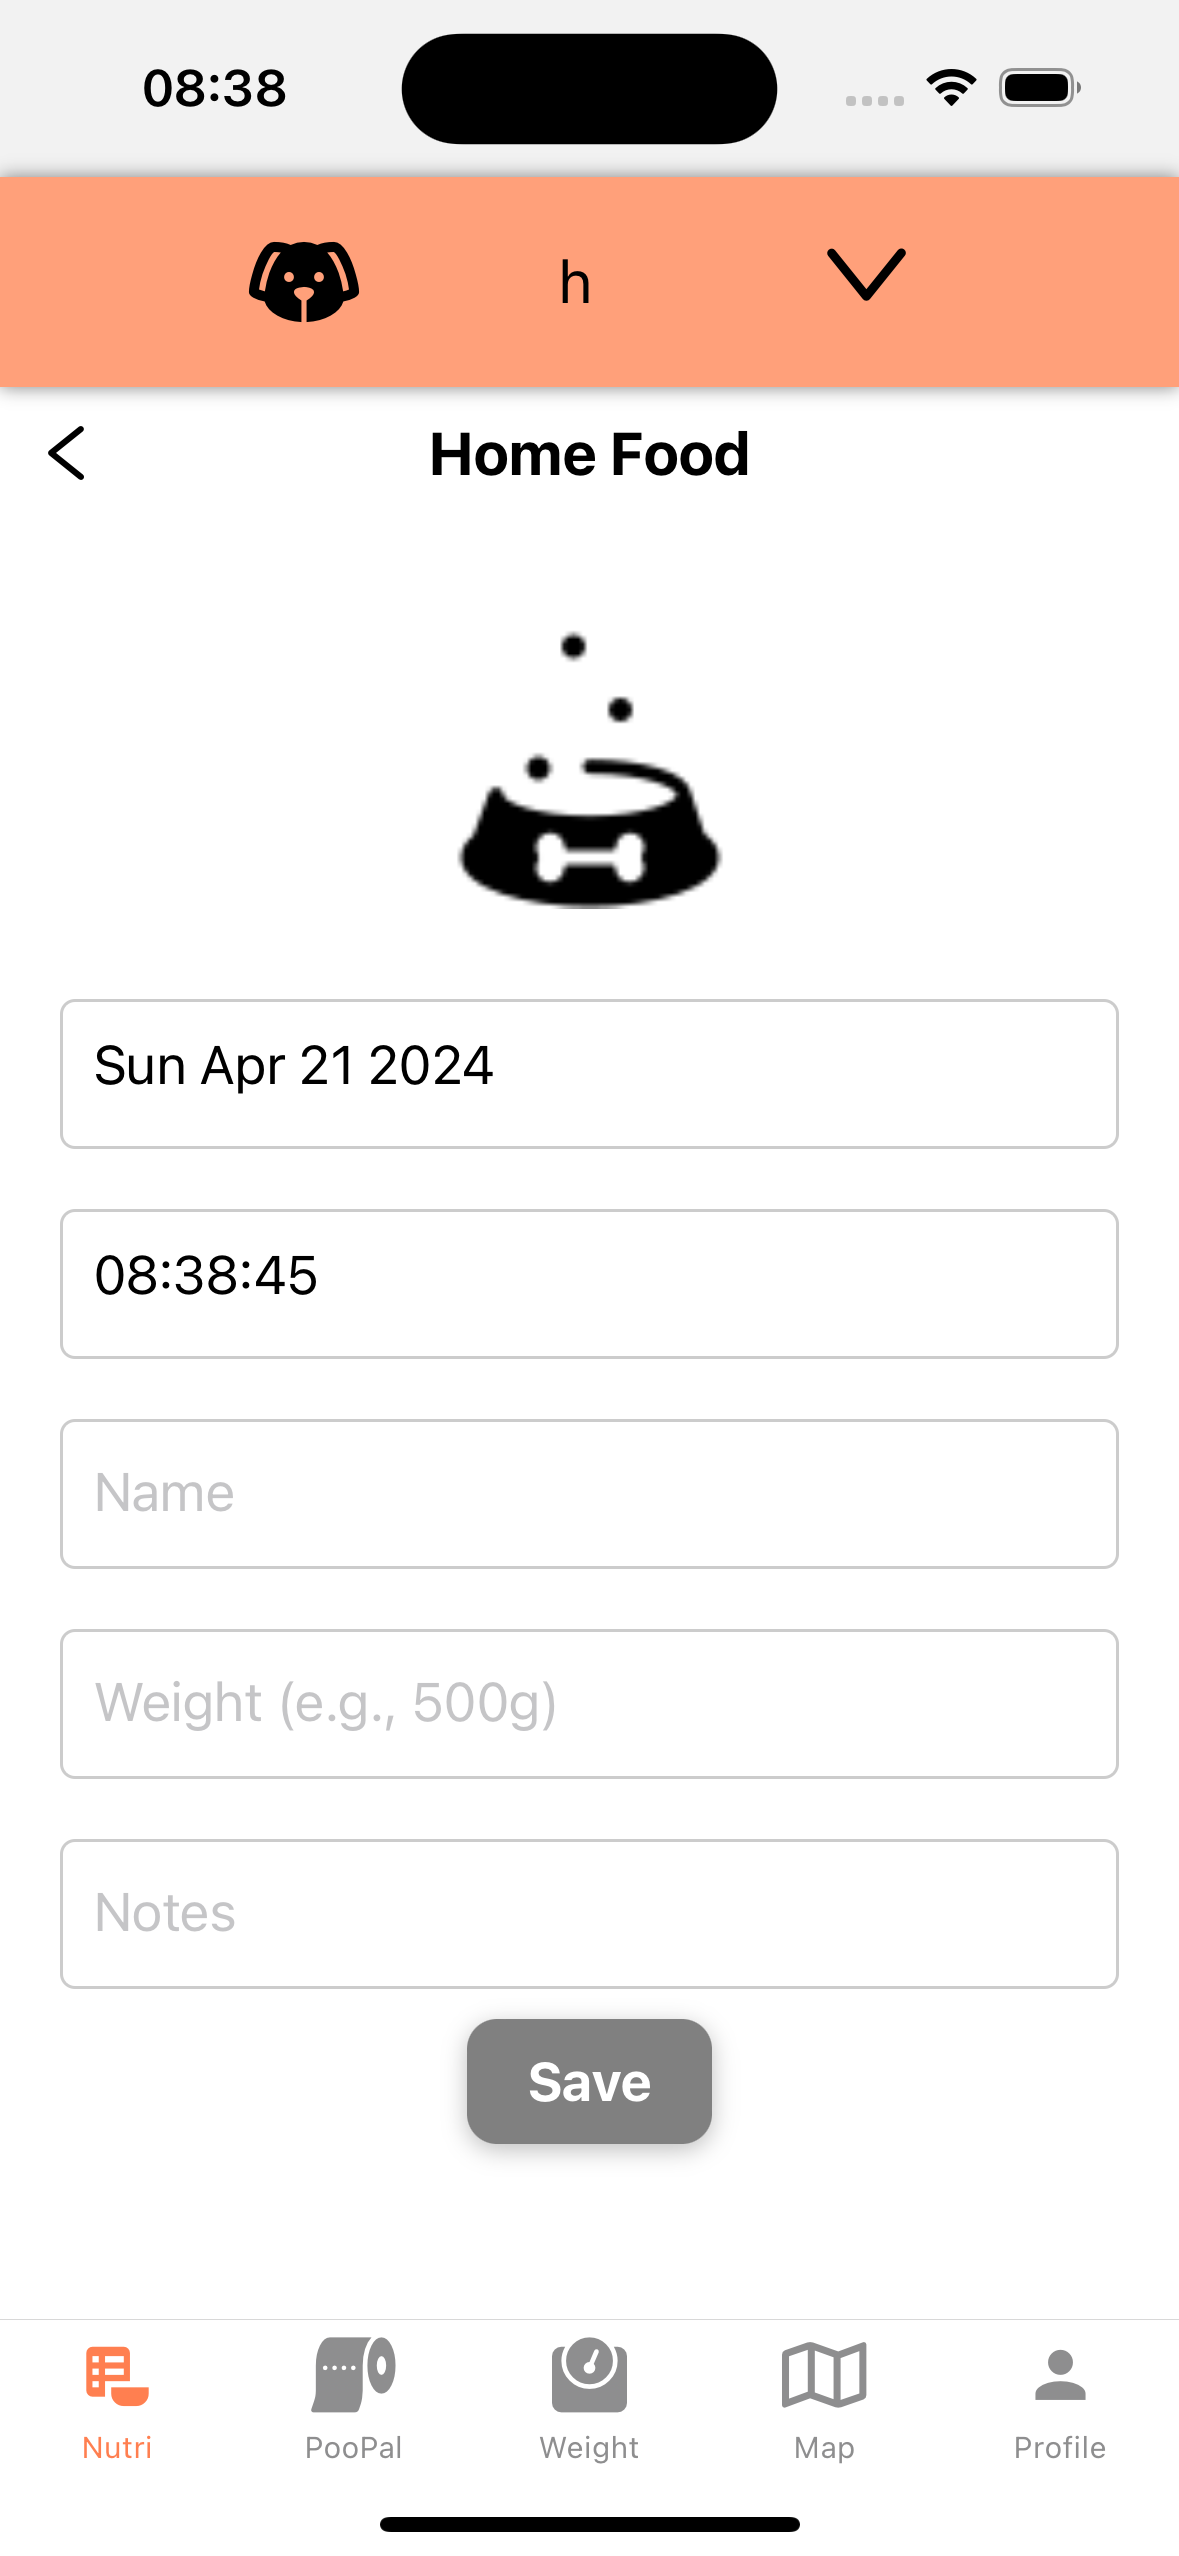 08:38
h
Home Food
Sun Apr 21 2024
08:38:45
Name
Weight (e.g., 500g)
Notes
Save
Nutri
PooPal
Weight
Map
Profile